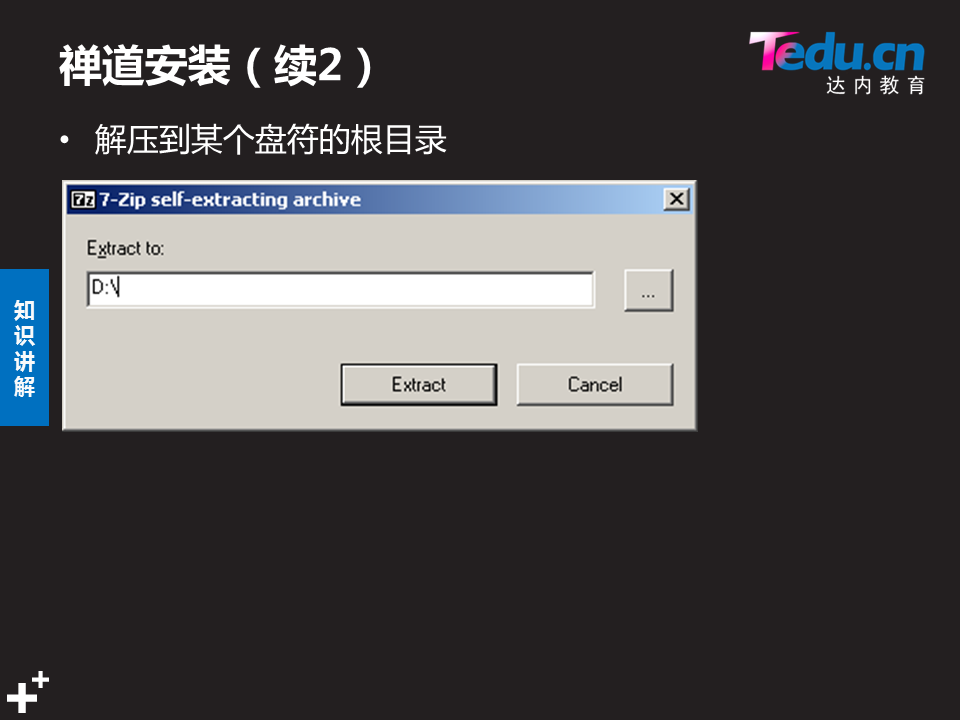 禅道安装（续2）
Tedu.cn
达内教育
• 解压到某个盘符的根目录
7-Zip self-extracting archive
Extract to:
D:\
...
Extract
Cancel
知识讲解